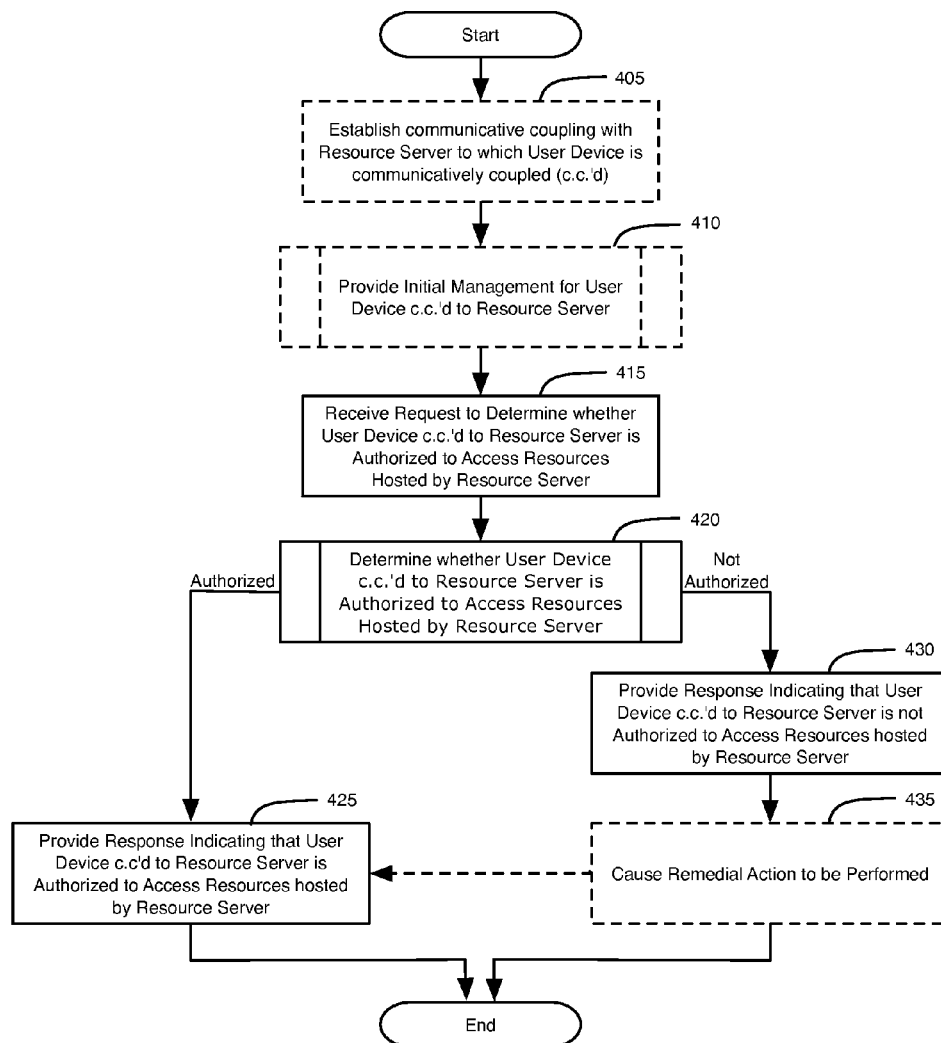 Start
405
Establish communicative coupling with
Resource Server to which User Device is
communicatively coupled (c.c.'d)
410
Provide Initial Management for User
Device c.c.'d to Resource Server
415
Receive Request to Determine whether
User Device c.c.'d to Resource Server is
Authorized to Access Resources
Hosted by Resource Server
420
Determine whether User Device
c.c.'d to Resource Server is
Authorized to Access Resources
Hosted by Resource Server
Authorized
Not
Authorized
430
Provide Response Indicating that User
Device c.c.'d to Resource Server is not
Authorized to Access Resources hosted
by Resource Server
425
Provide Response Indicating that User
Device c.c'd to Resource Server is
Authorized to Access Resources hosted
by Resource Server
435
Cause Remedial Action to be Performed
End